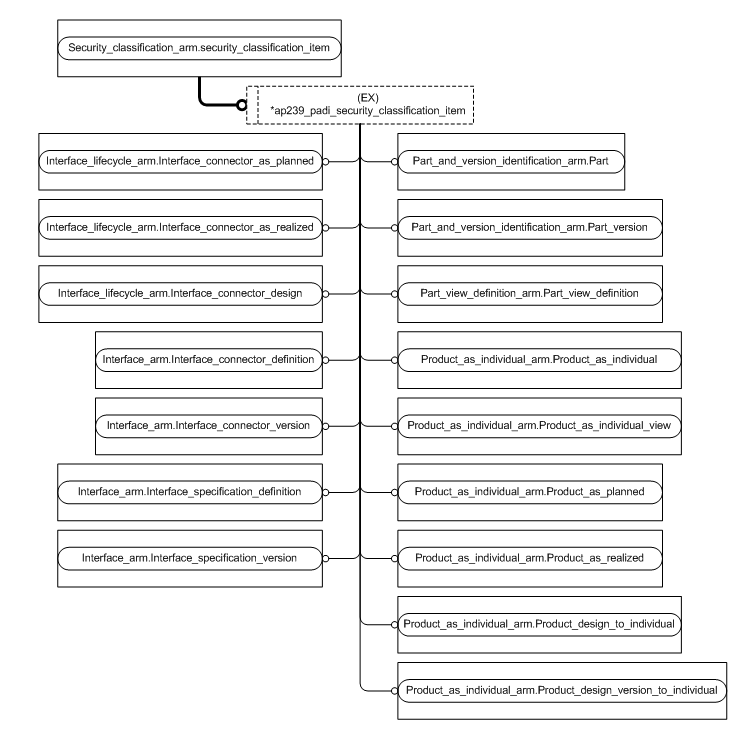 Security_classification_arm.security_classification_item
(EX)
*ap239_padi_security_classification_item
Interface_lifecycle_arm.Interface_connector_as_planned
Part_and_version_identification_arm.Part
Interface_lifecycle_arm.Interface_connector_as_realized
Part_and_version_identification_arm.Part_version
Interface_lifecycle_arm.Interface_connector_design
Part_view_definition_arm.Part_view_definition
Interface_arm.Interface_connector_definition
Product_as_individual_arm.Product_as_individual
Interface_arm.Interface_connector_version
Product_as_individual_arm.Product_as_individual_view
Interface_arm.Interface_specification_definition
Product_as_individual_arm.Product_as_planned
Interface_arm.Interface_specification_version
Product_as_individual_arm.Product_as_realized
Product_as_individual_arm.Product_design_to_individual
Product_as_individual_arm.Product_design_version_to_individual